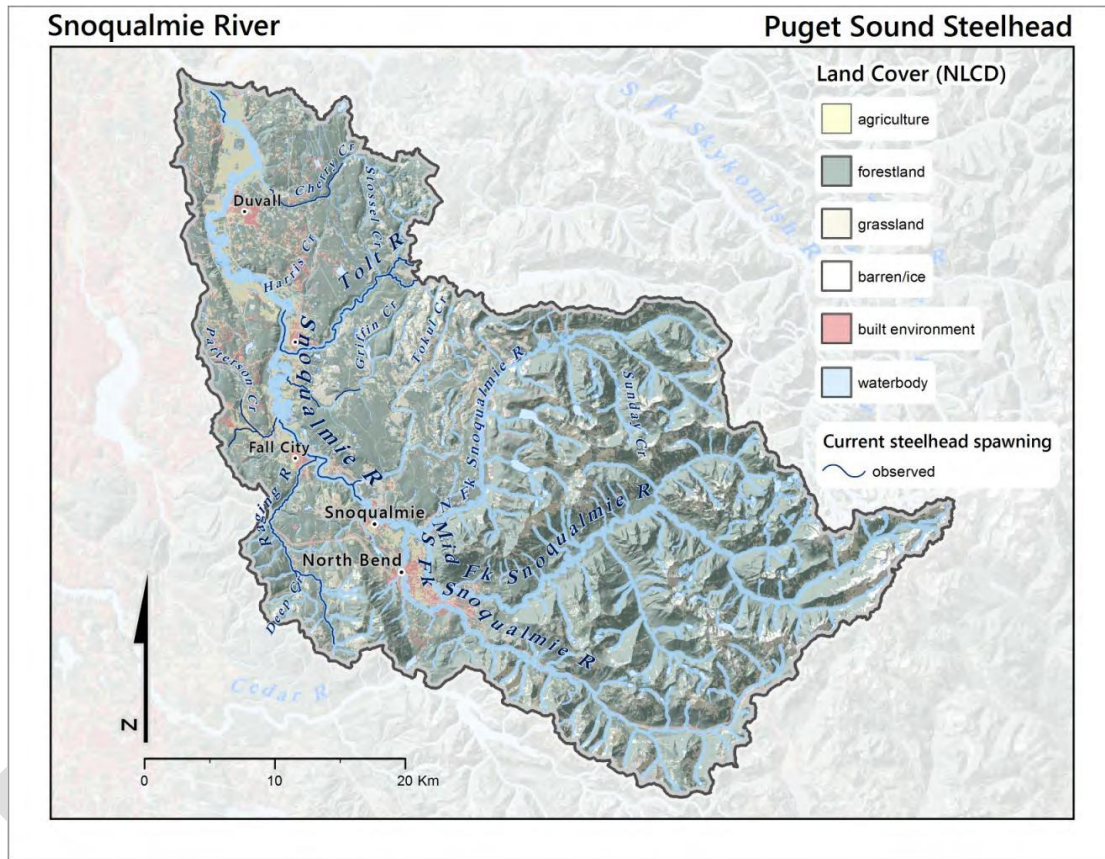 Snoqualmie River
Puget Sound Steelhead
Land Cover (NLCD)
agriculture
forestland
grassland
barren/ice
built environment
waterbody
Current steelhead spawning
observed
S Fk Skykomish R
R
Cherry Cr
Stossel Cr
Duvall
Harris Cr
Tolt R
Griffin Cr
Tokul Cr
Snoqualmie R
Patterson Cr
Fall City
Raging R
Snoqualmie
North Bend
Deep Cr
N Fk Snoqualmie R
Sunday Cr
Mid Fk Snoqualmie R
S Fk Snoqualmie R
Cedar R
N
0 10 20 Km